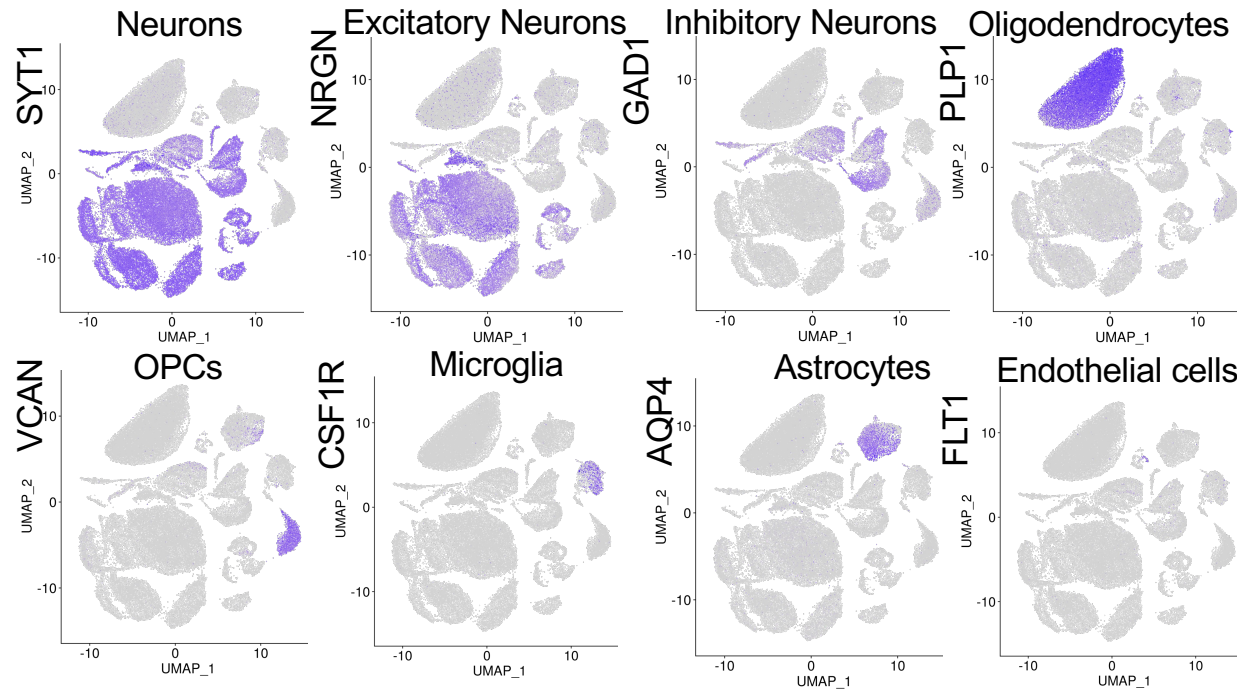 Neurons
SYT1
10
0
-10
UMAP_2
-10 0 10
UMAP_1
Excitatory Neurons
NRGN
10
0
-10
UMAP_2
-10 0 10
UMAP_1
Inhibitory Neurons
GAD1
10
0
-10
UMAP_2
-10 0 10
UMAP_1
Oligodendrocytes
PLP1
10
0
-10
UMAP_2
-10 0 10
UMAP_1
OPCs
VCAN
10
0
-10
UMAP_2
-10 0 10
UMAP_1
Microglia
CSF1R
10
0
-10
UMAP_2
-10 0 10
UMAP_1
Astrocytes
AQP4
10
0
-10
UMAP_2
-10 0 10
UMAP_1
Endothelial cells
FLT1
10
0
-10
UMAP_2
-10 0 10
UMAP_1